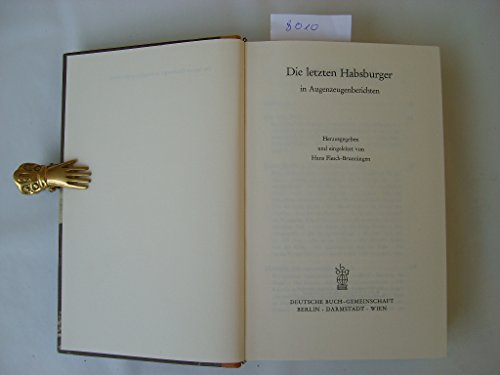 8010
Die letzten Habsburger
in Augenzeugenberichten
Herausgegeben
und eingeleitet von
Hans Flesch-Brunningen
DEUTSCHE BUCH-GEMEINSCHAFT
BERLIN · DARMSTADT · WIEN